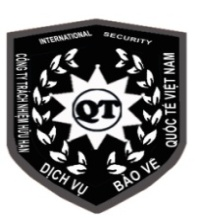 INTERNATIONAL SECURITY
CÔNG TY TRÁCH NHIỆM HỮU HẠN
QT
DỊCH VỤ BẢO VỆ
QUỐC TẾ VIỆT NAM